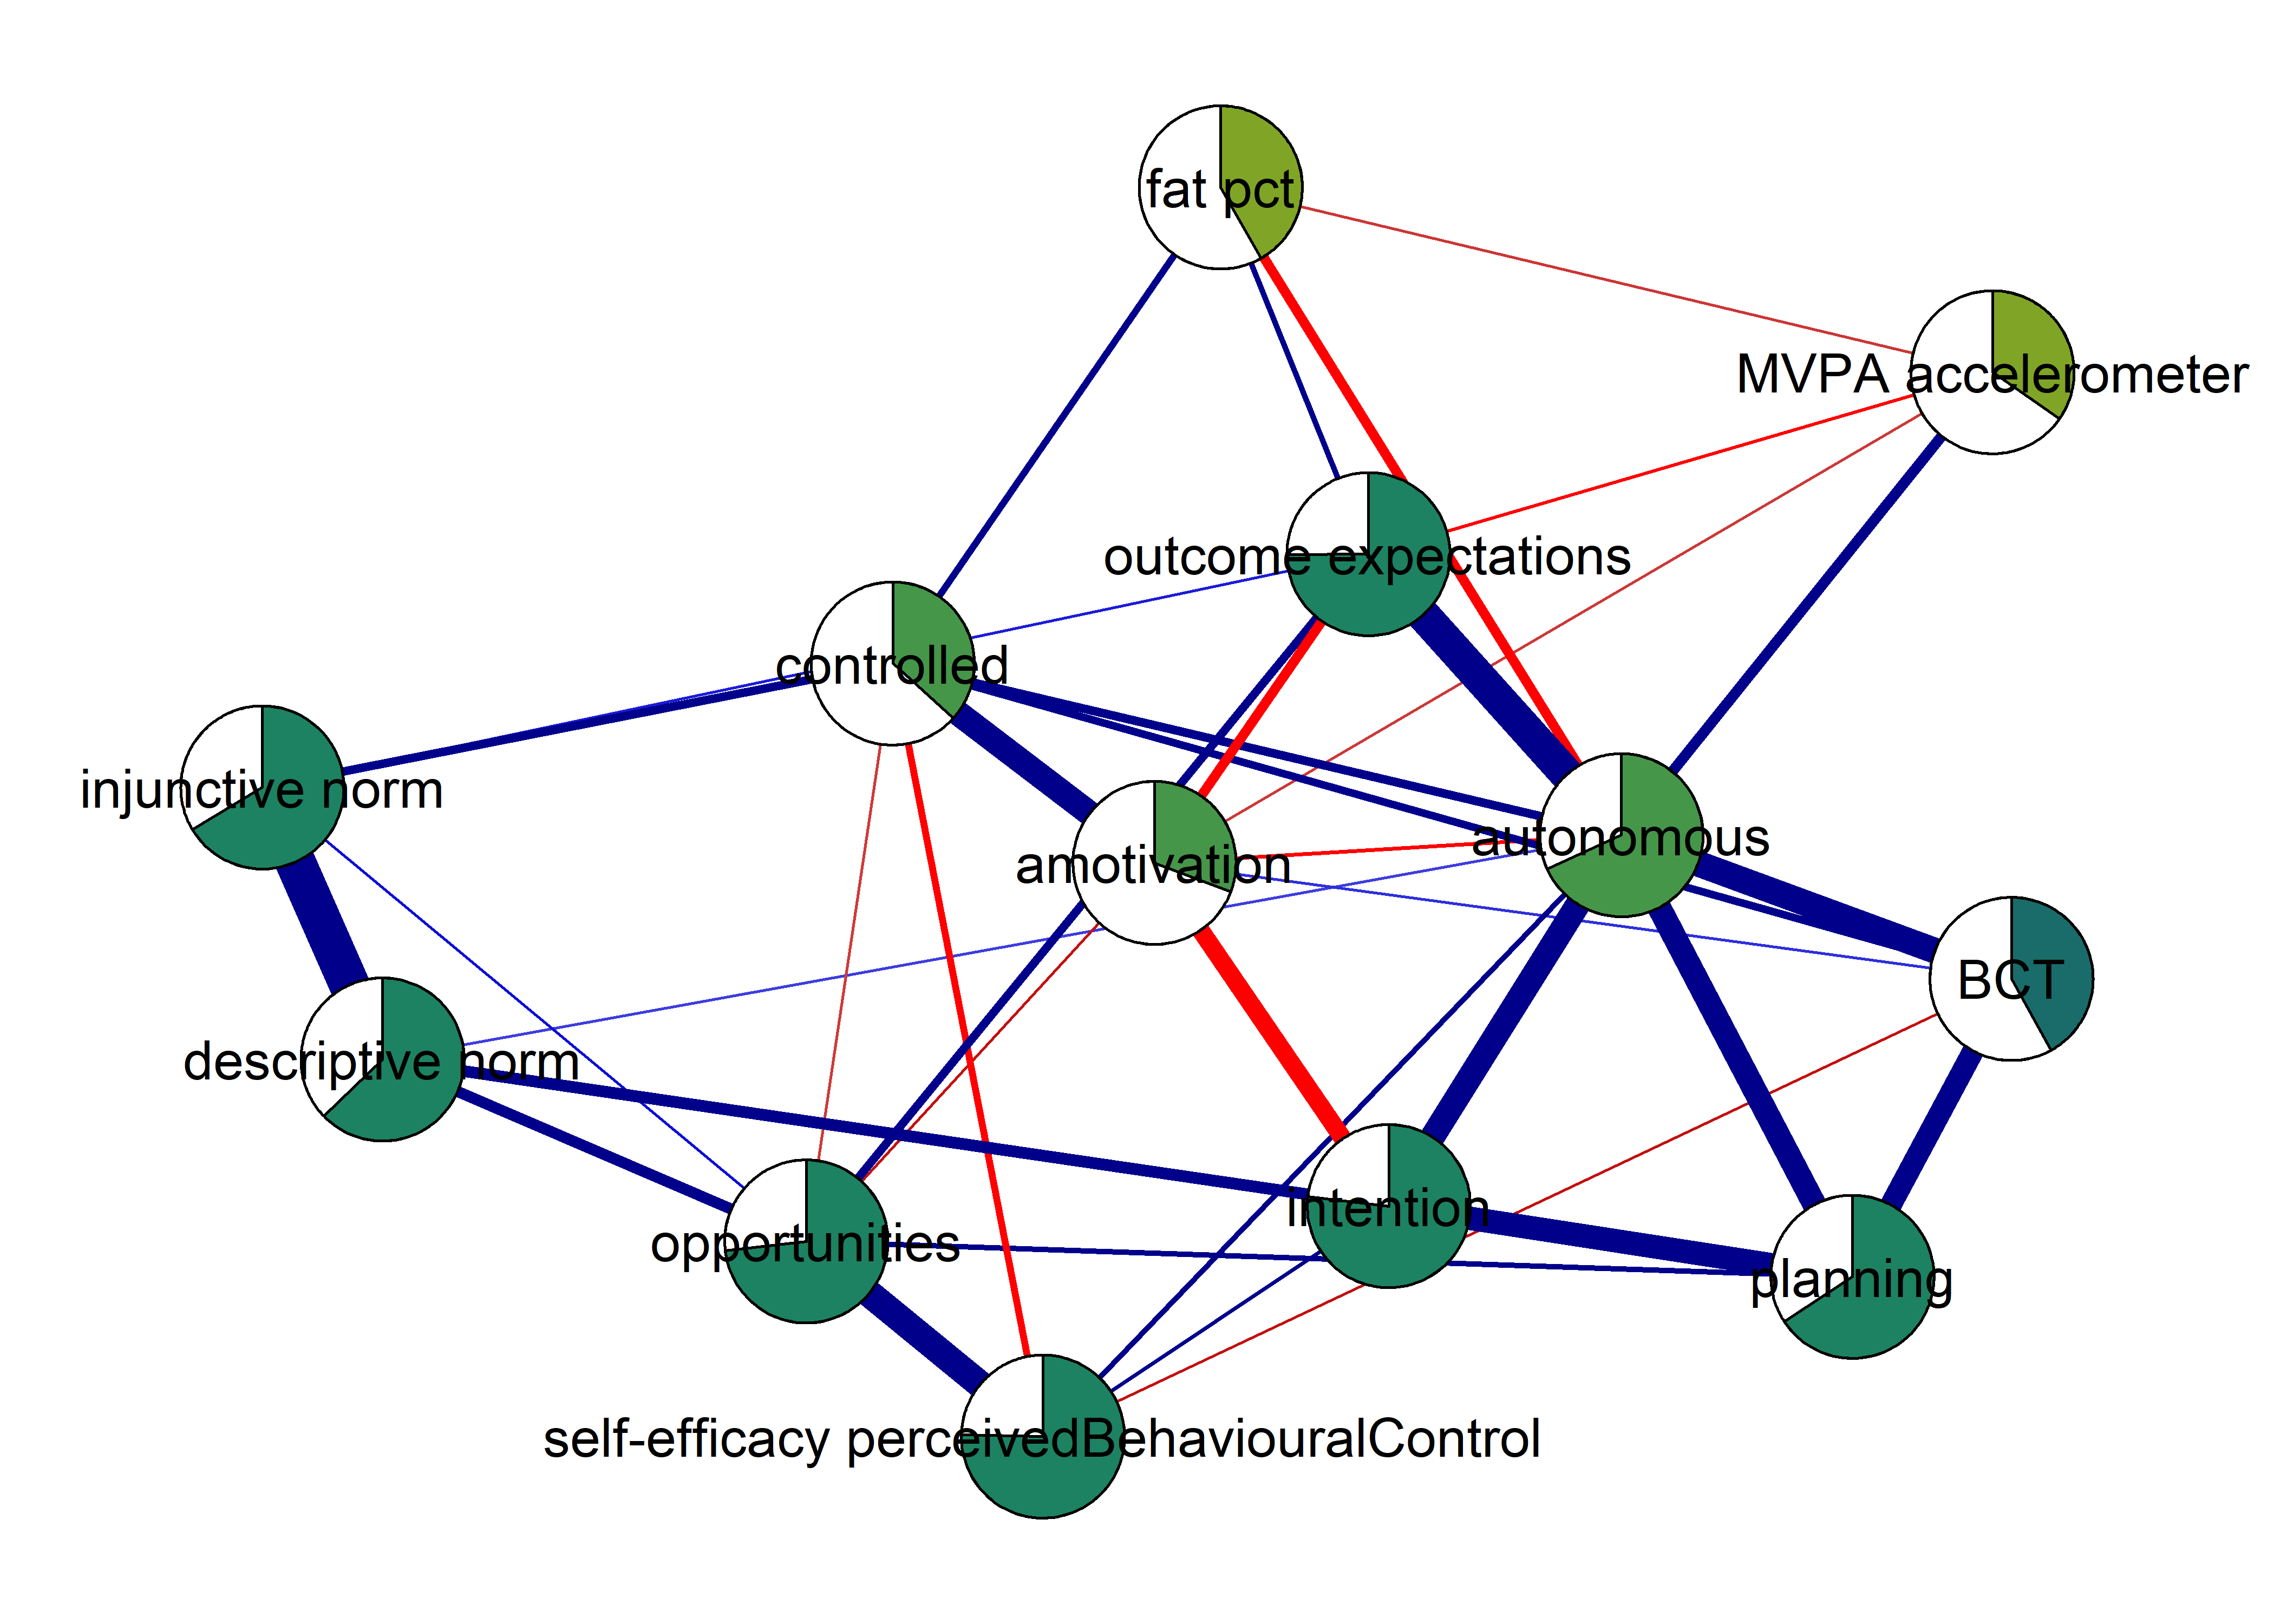 fat pct
MVPA accelerometer
outcome expectations
controlled
injunctive norm
amotivation
autonomous
BCT
descriptive norm
intention
opportunities
planning
self-efficacy perceivedBehaviouralControl